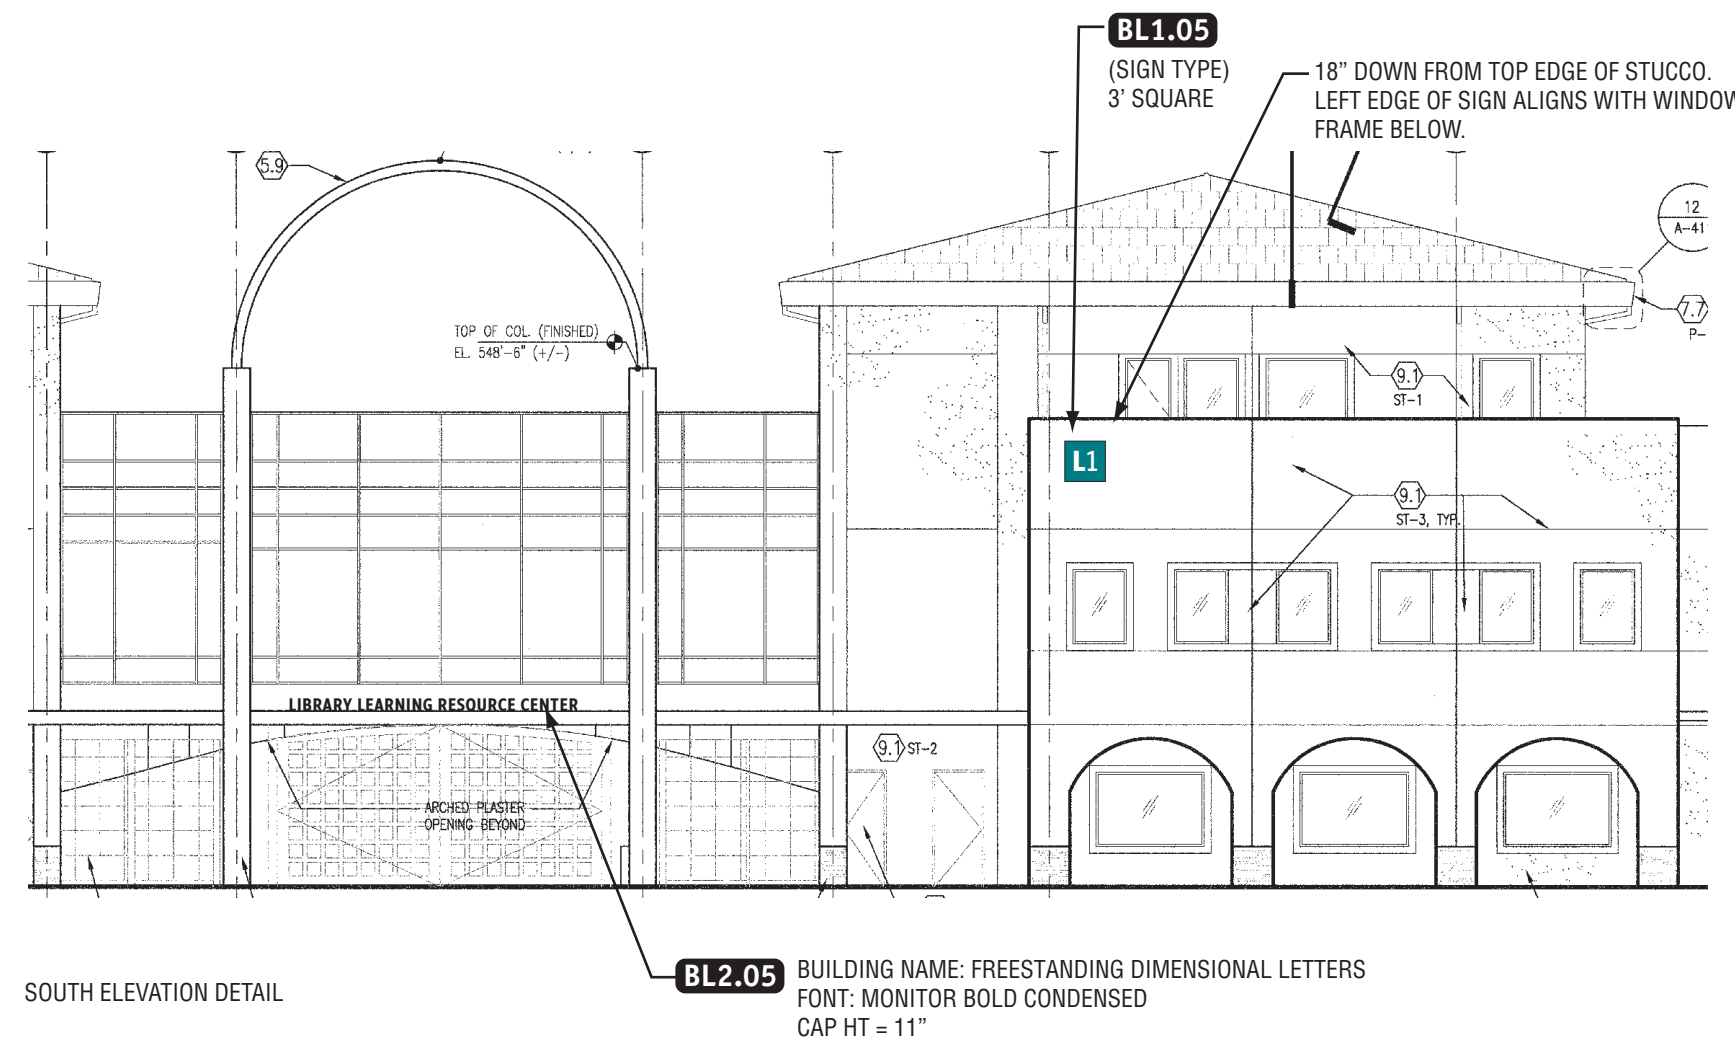 BL1.05
(SIGN TYPE)
3’ SQUARE
18” DOWN FROM TOP EDGE OF STUCCO.
LEFT EDGE OF SIGN ALIGNS WITH WINDOW
FRAME BELOW.
5.9
12
A-41
7.7
P-
TOP OF COL. (FINISHED)
EL. 548'-6" (+/-)
9.1
ST-1
L1
9.1
ST-3, TYP.
LIBRARY LEARNING RESOURCE CENTER
9.1 ST-2
ARCHED PLASTER
OPENING BEYOND
BL2.05
BUILDING NAME: FREESTANDING DIMENSIONAL LETTERS
FONT: MONITOR BOLD CONDENSED
CAP HT = 11”
SOUTH ELEVATION DETAIL